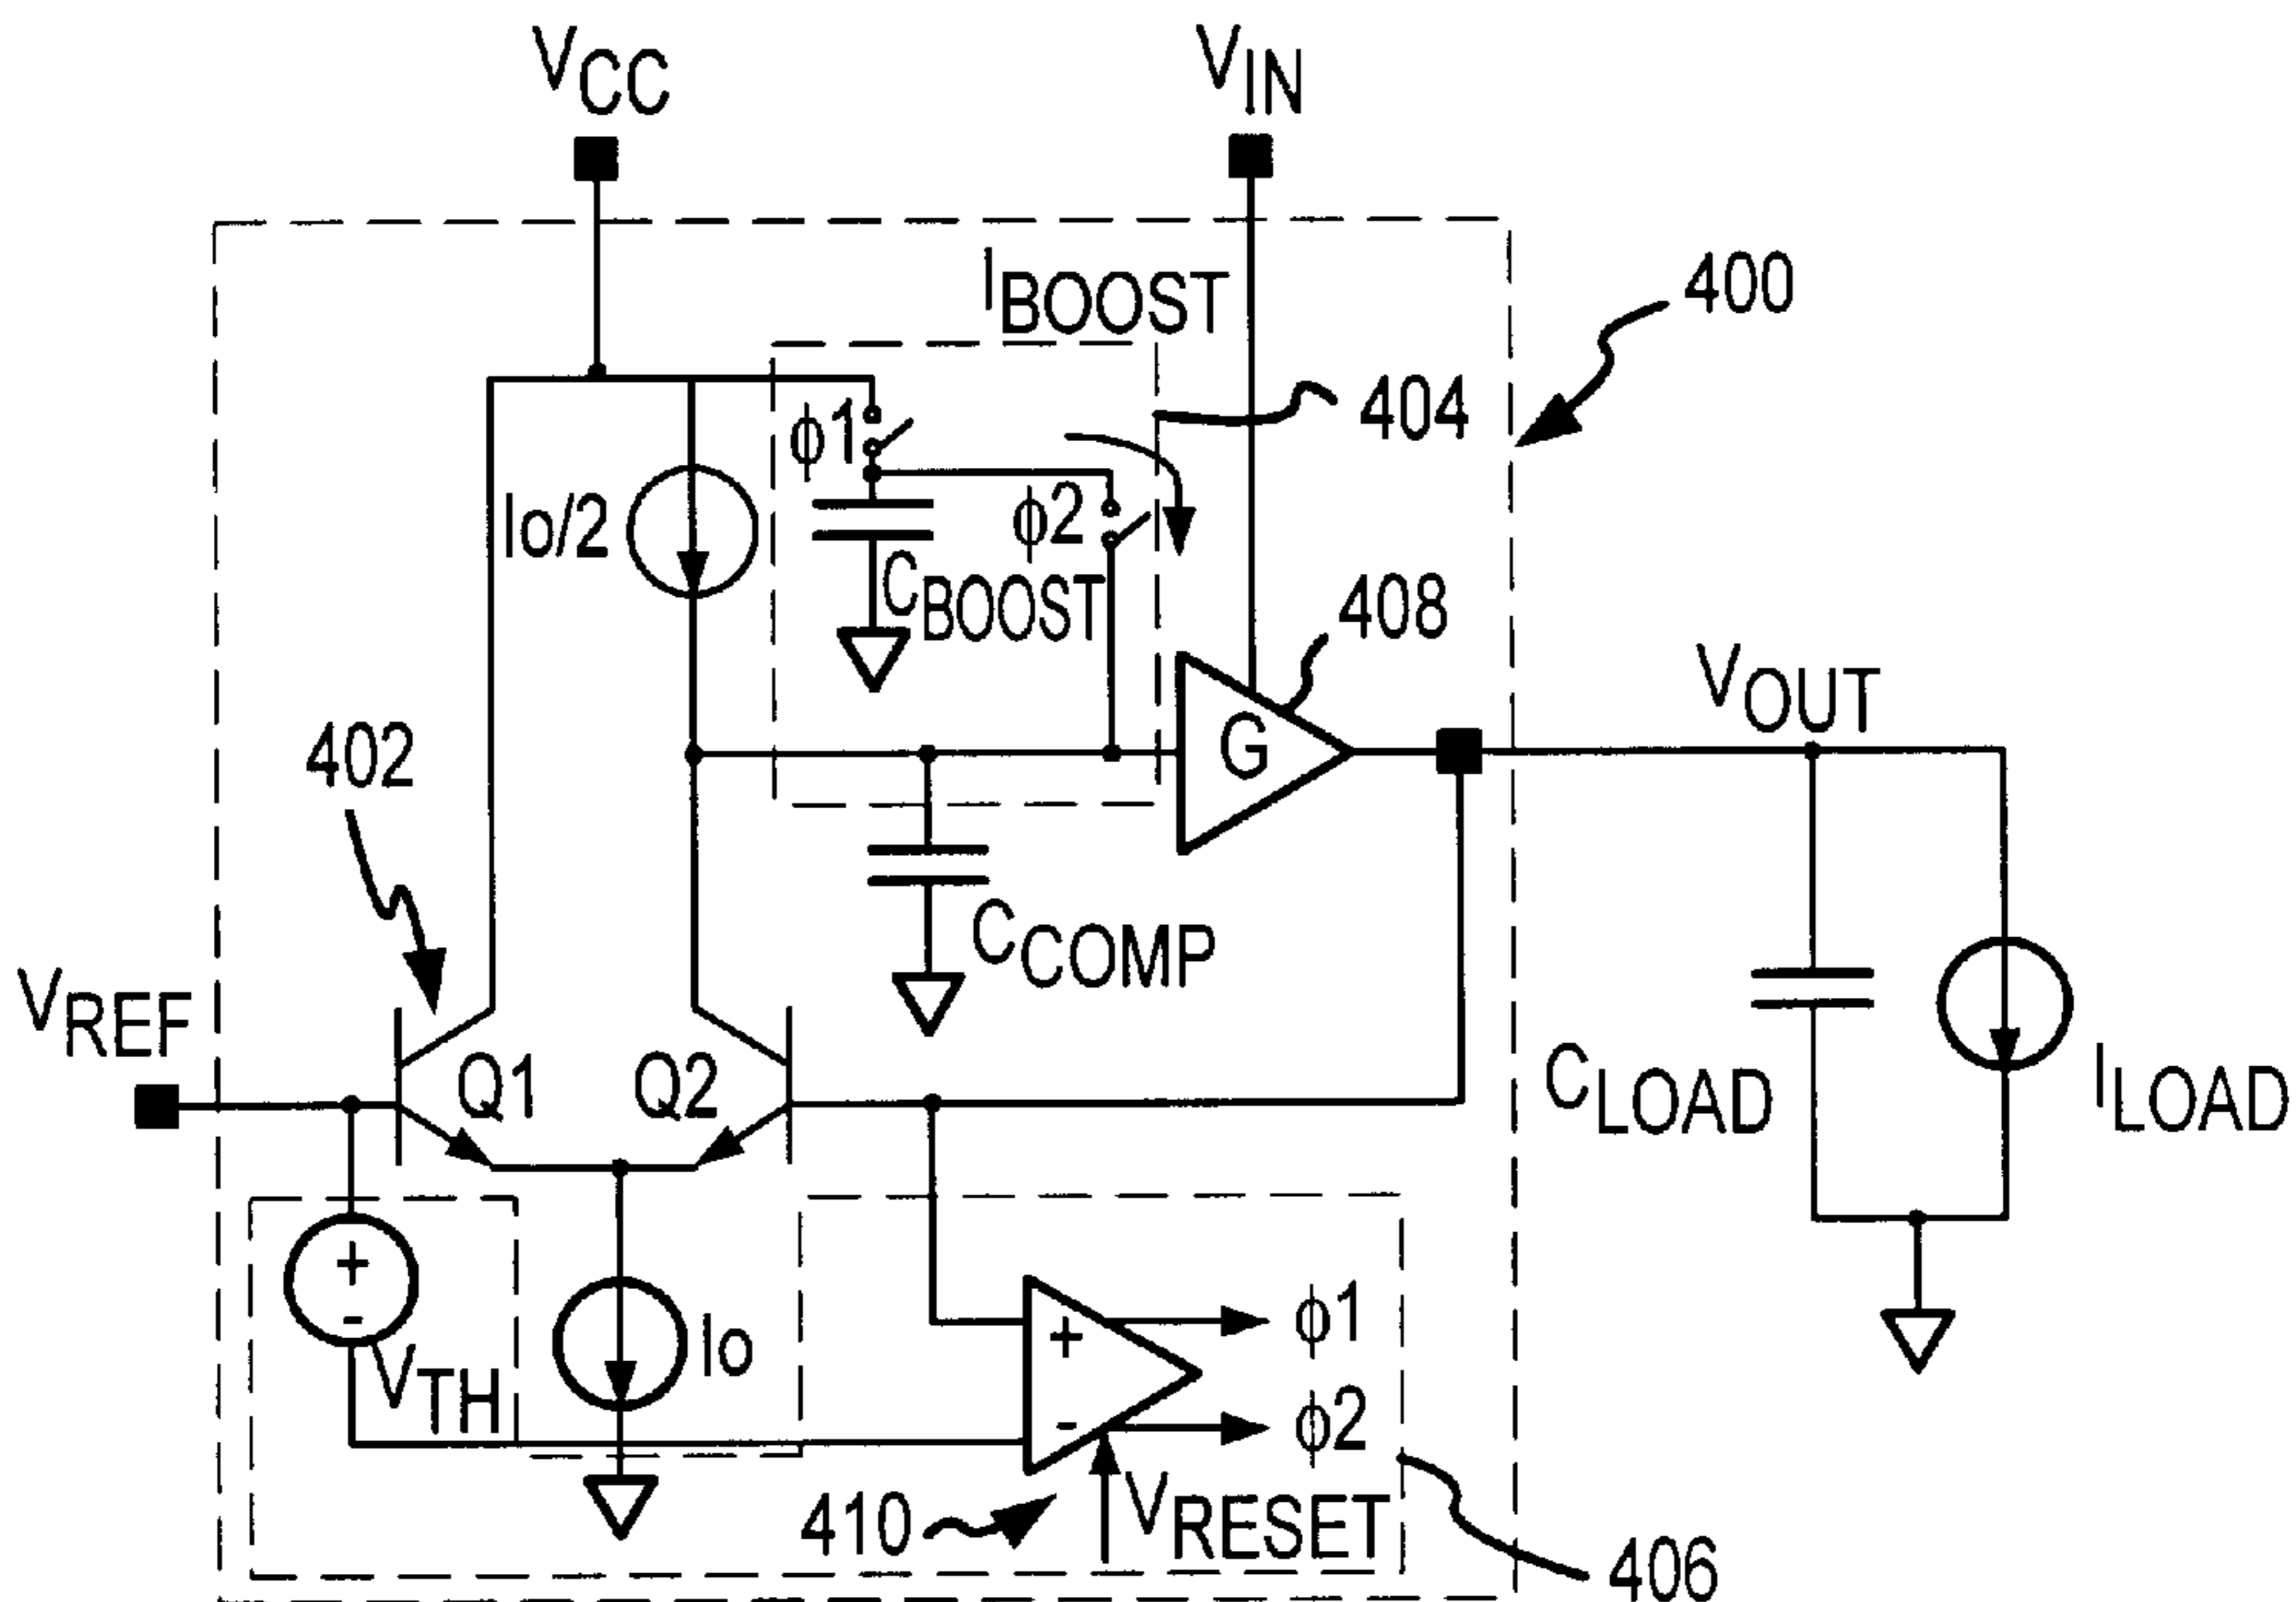 VCC
VIN
IBOOST
400
404
ϕ1
Io/2
ϕ2
CBOOST
408
G
VOUT
402
CCOMP
VREF
Q1
Q2
CLOAD
ILOAD
+
-
VTH
Io
+
-
ϕ1
ϕ2
410
VRESET
406